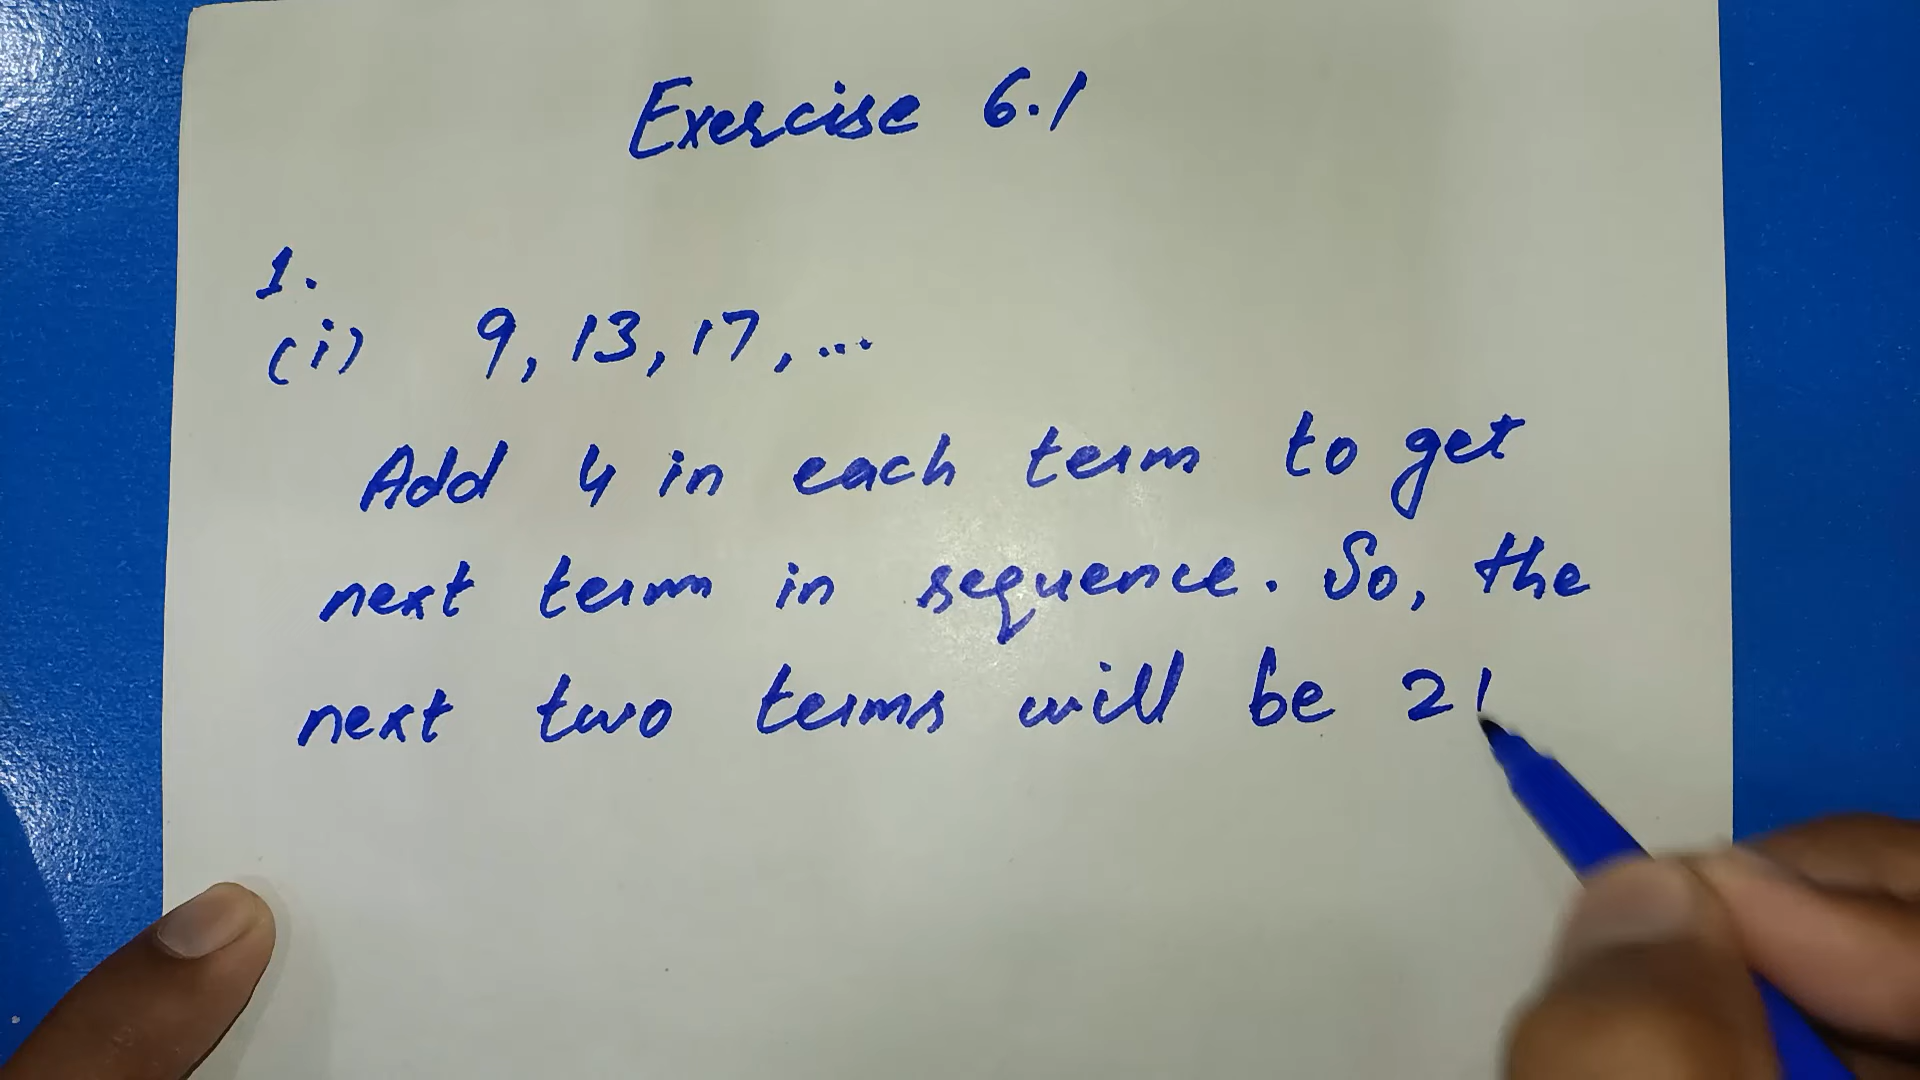 Exercise 6.1
1.
(i) 9, 13, 17, ...
Add 4 in each term to get
next term in sequence. So, the
next two terms will be 21